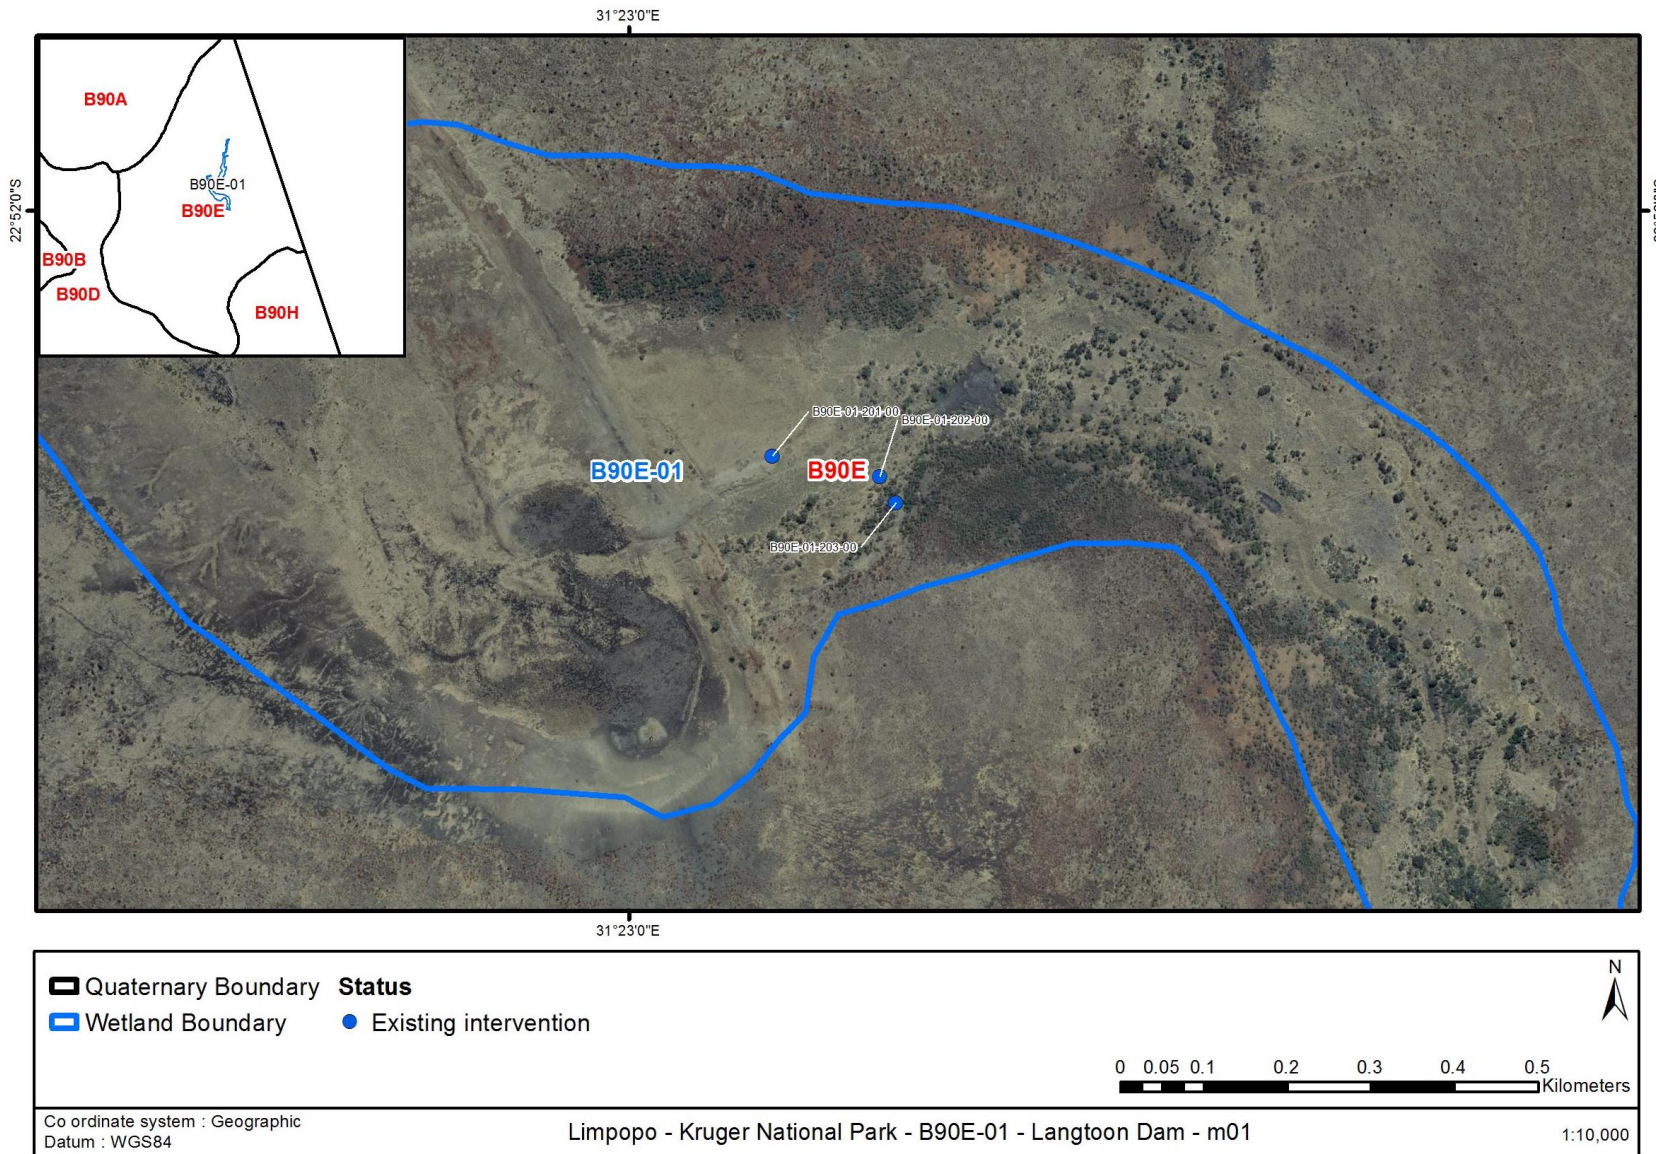 31°23'0"E
22°52'0"S
B90A
B90E-01
B90E
B90B
B90D
B90H
B90E-01-201-00
B90E-01-202-00
B90E-01
B90E
B90E-01-203-00
31°23'0"E
Quaternary Boundary
Status
Wetland Boundary
Existing intervention
N
0 0.05 0.1 0.2 0.3 0.4 0.5
Kilometers
Co ordinate system : Geographic
Datum : WGS84
Limpopo - Kruger National Park - B90E-01 - Langtoon Dam - m01
1:10,000